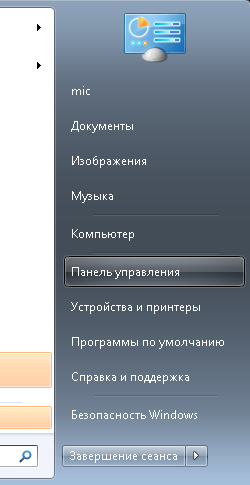 mic
Документы
Изображения
Музыка
Компьютер
Панель управления
Устройства и принтеры
Программы по умолчанию
Справка и поддержка
Безопасность Windows
Завершение сеанса